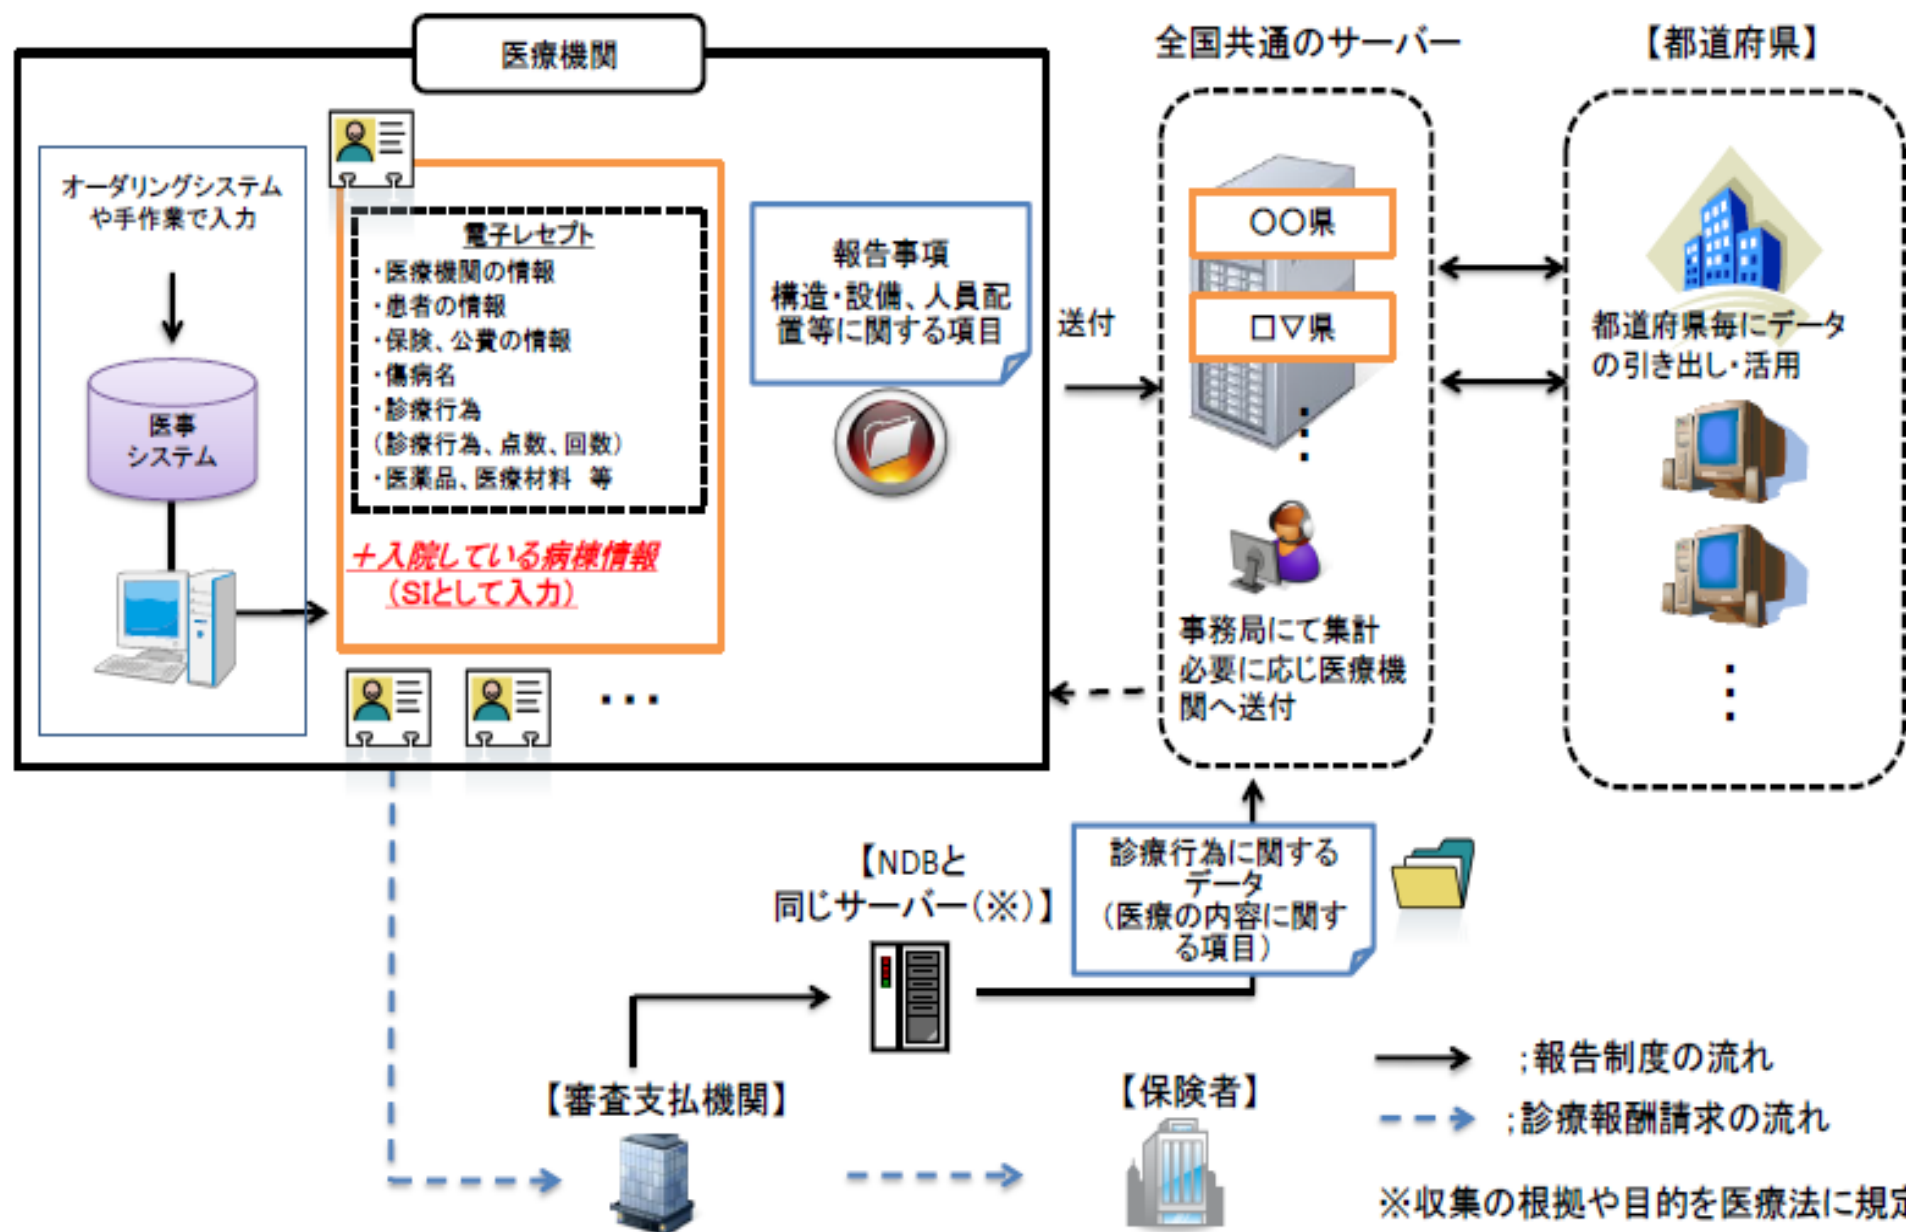 医療機関
全国共通のサーバー
【都道府県】
オーダリングシステム
や手作業で入力
医事
システム
電子レセプト
・医療機関の情報
・患者の情報
・保険、公費の情報
・傷病名
・診療行為
(診療行為、点数、回数)
・医薬品、医療材料 等
+入院している病棟情報
(SIとして入力)
・・・
報告事項
構造・設備、人員配
置等に関する項目
送付
〇〇県
□▽県
事務局にて集計
必要に応じ医療機
関へ送付
都道府県毎にデータ
の引き出し・活用
【NDBと
同じサーバー(※)】
診療行為に関する
データ
(医療の内容に関す
る項目)
【審査支払機関】
【保険者】
;報告制度の流れ
;診療報酬請求の流れ
※収集の根拠や目的を医療法に規定